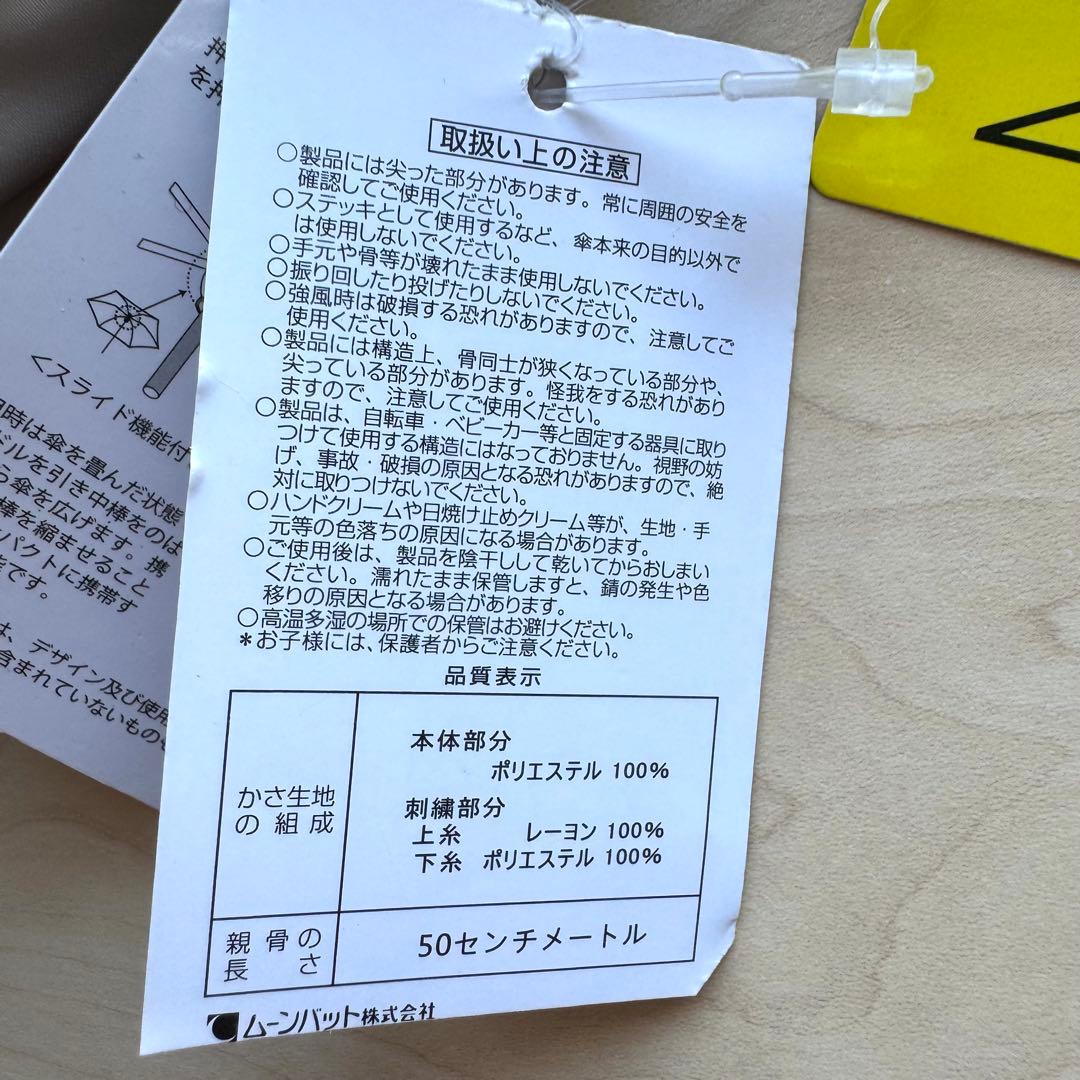 取扱い上の注意
○製品には尖った部分があります。常に周囲の安全を
確認してご使用ください。
○ステッキとして使用するなど、傘本来の目的以外で
は使用しないでください。
○手元や骨等が壊れたまま使用しないでください。
○振り回したり投げたりしないでください。
○強風時は破損する恐れがありますので、注意してご
使用ください。
○製品には構造上、骨同士が狭くなっている部分や、
尖っている部分があります。怪我をする恐れがあり
ますので、注意してご使用ください。
○製品は、自転車・ベビーカー等と固定する器具に取り
つけて使用する構造にはなっておりません。視野の妨
げ、事故・破損の原因となる恐れがありますので、絶
対に取りつけないでください。
○ハンドクリームや日焼け止めクリーム等が、生地・手
元等の色落ちの原因になる場合があります。
○ご使用後は、製品を陰干しして乾いてからおしまい
ください。濡れたまま保管しますと、錆の発生や色
移りの原因となる場合があります。
○高温多湿の場所での保管はお避けください。
*お子様には、保護者からご注意ください。
品質表示
かさ生地
の組成
本体部分
ポリエステル 100%
刺繍部分
上糸 レーヨン 100%
下糸 ポリエステル 100%
親骨の
長さ
50センチメートル
ムーンバット株式会社
<スライド機能付
時は傘を畳んだ状態
ドルを引き中棒をのば
ら傘を広げます。携
棒を縮ませること
パクトに携帯す
能です。
は、デザイン及び使用
含まれていないもの